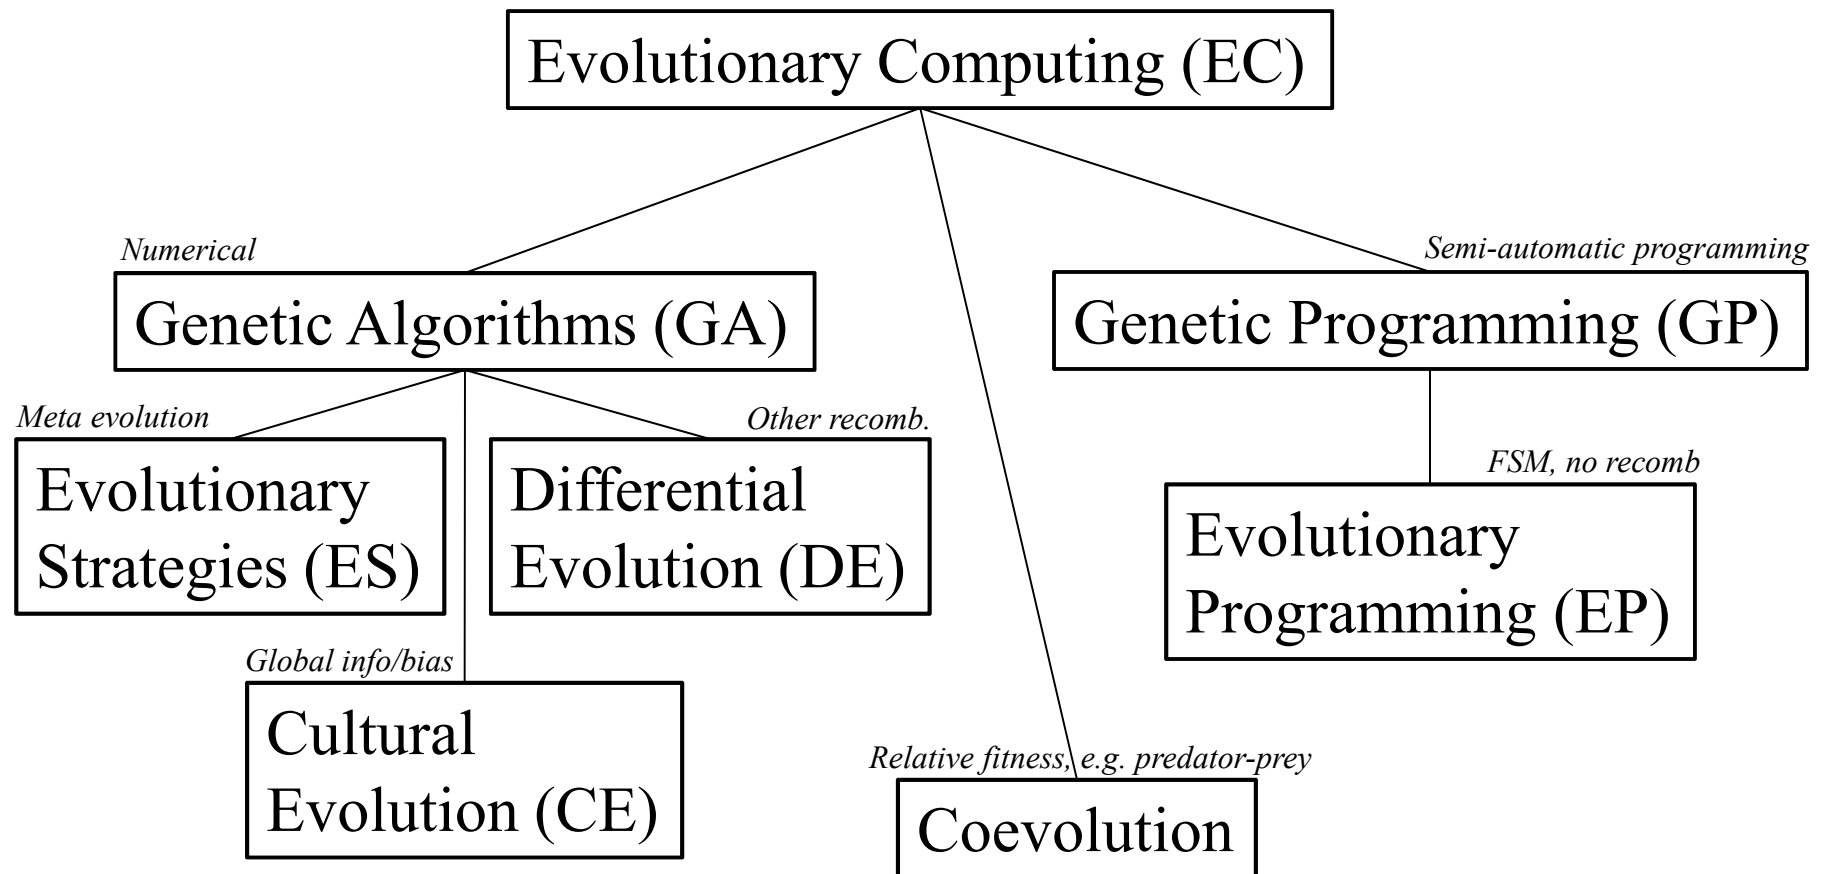 Evolutionary Computing (EC)
Numerical
Semi-automatic programming
Genetic Algorithms (GA)
Genetic Programming (GP)
Meta evolution
Other recomb.
Evolutionary
Strategies (ES)
Differential
Evolution (DE)
FSM, no recomb
Evolutionary
Programming (EP)
Global info/bias
Cultural
Evolution (CE)
Relative fitness, e.g. predator-prey
Coevolution